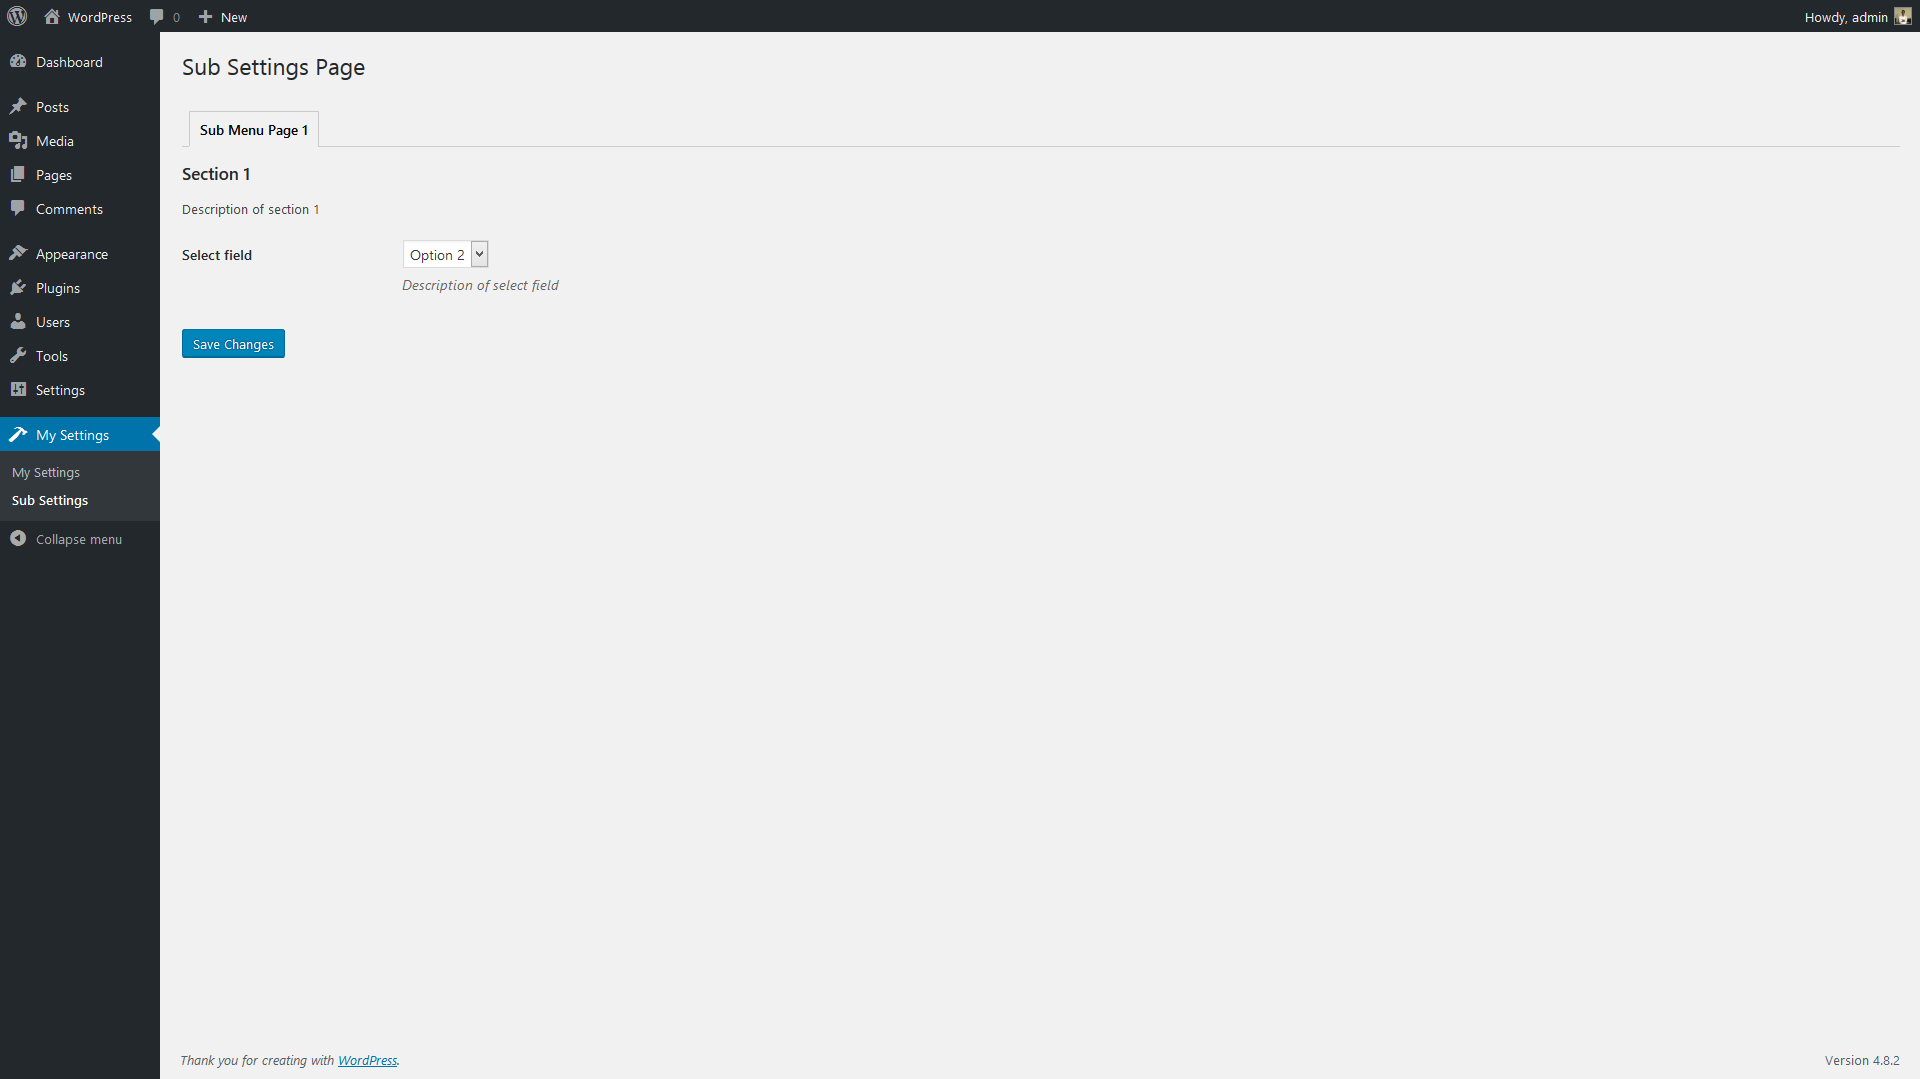 WordPress 0 New Howdy, admin
Dashboard
Posts
Media
Pages
Comments
Appearance
Plugins
Users
Tools
Settings
My Settings
My Settings
Sub Settings
Collapse menu
Sub Settings Page
Sub Menu Page 1
Section 1
Description of section 1
Select field Option 2
Description of select field
Save Changes
Thank you for creating with WordPress. Version 4.8.2